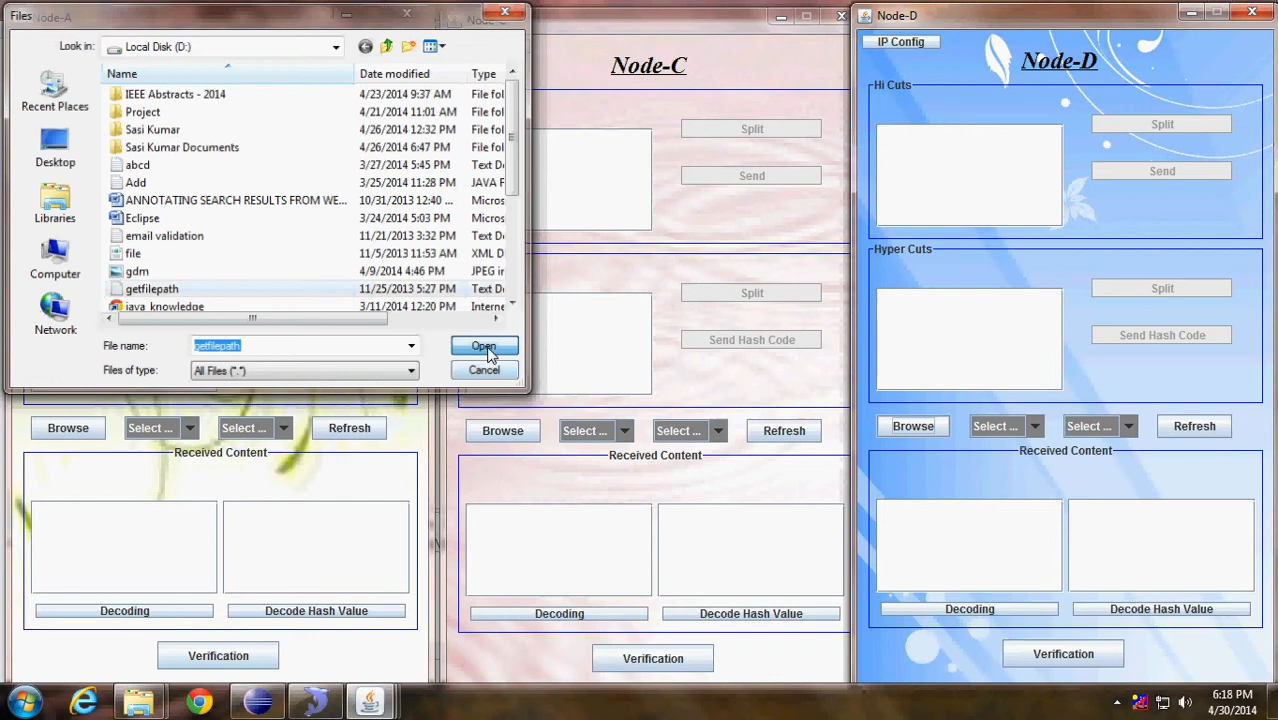 Files
Node-A
Look in:
Local Disk (D:)
Name
Date modified
Type
IEEE Abstracts - 2014
4/23/2014 9:37 AM
File fol
Project
4/21/2014 11:01 AM
File fol
Sasi Kumar
4/26/2014 12:32 PM
File fol
Sasi Kumar Documents
4/26/2014 6:47 PM
File fol
abcd
3/27/2014 5:45 PM
Text D
Add
3/25/2014 11:28 PM
JAVA F
ANNOTATING SEARCH RESULTS FROM WE...
10/31/2013 12:40 ...
Micros
Eclipse
3/24/2014 5:03 PM
Micros
email validation
11/21/2013 3:32 PM
Text D
file
11/5/2013 11:53 AM
XML D
gdm
4/9/2014 4:46 PM
JPEG i
getfilepath
11/25/2013 5:27 PM
Text D
java_knowledge
3/11/2014 12:20 PM
Interne
Recent Places
Desktop
Libraries
Computer
Network
File name:
getfilepath
Open
Files of type:
All Files (*.*)
Cancel
Browse
Select ...
Select ...
Refresh
Received Content
Decoding
Decode Hash Value
Verification
Node-C
Split
Send
Split
Send Hash Code
Browse
Select ...
Select ...
Refresh
Received Content
Decoding
Decode Hash Value
Verification
Node-D
IP Config
Node-D
Hi Cuts
Split
Send
Hyper Cuts
Split
Send Hash Code
Browse
Select ...
Select ...
Refresh
Received Content
Decoding
Decode Hash Value
Verification
6:18 PM
4/30/2014